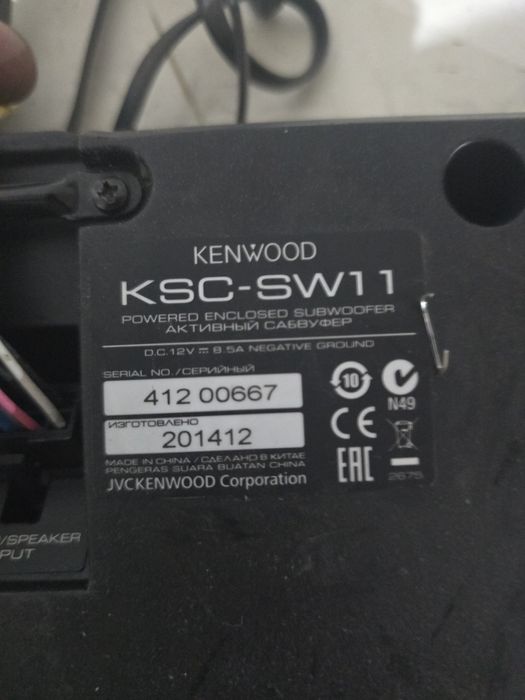 KENWOOD
KSC-SW11
POWERED ENCLOSED SUBWOOFER
АКТИВНЫЙ САБВУФЕР
D.C.12V ⎓ 8.5A NEGATIVE GROUND
SERIAL NO./СЕРИЙНЫЙ
412 00667
ИЗГОТОВЛЕНО
201412
MADE IN CHINA / СДЕЛАНО В КИТАЕ
PENGERAS SUARA BUATAN CHINA
JVCKENWOOD Corporation
10
N49
CE
EAC
2675
/SPEAKER
PUT